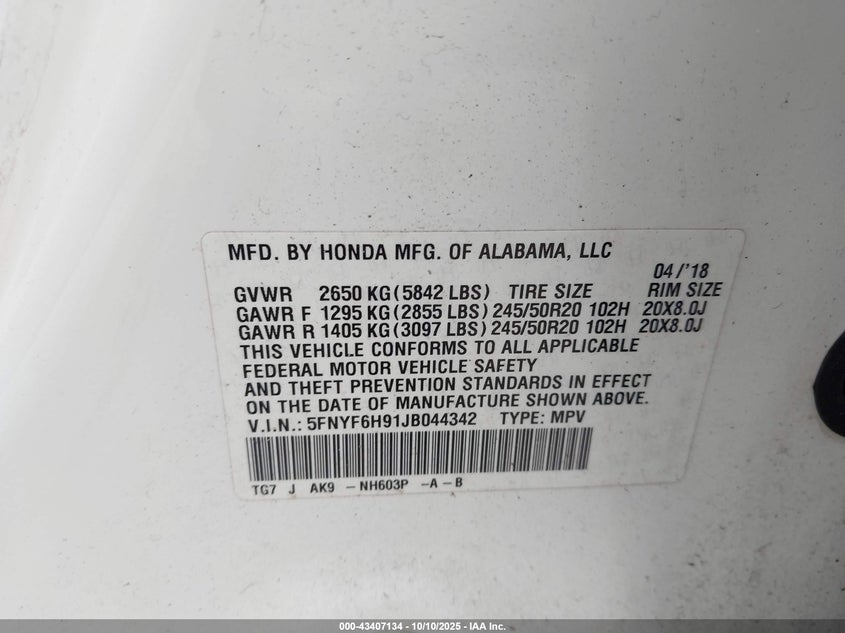 MFD. BY HONDA MFG. OF ALABAMA, LLC
04/'18
GVWR 2650 KG (5842 LBS) TIRE SIZE RIM SIZE
GAWR F 1295 KG (2855 LBS) 245/50R20 102H 20X8.0J
GAWR R 1405 KG (3097 LBS) 245/50R20 102H 20X8.0J
THIS VEHICLE CONFORMS TO ALL APPLICABLE
FEDERAL MOTOR VEHICLE SAFETY
AND THEFT PREVENTION STANDARDS IN EFFECT
ON THE DATE OF MANUFACTURE SHOWN ABOVE.
V.I.N.: 5FNYF6H91JB044342 TYPE: MPV
TG7 J AK9 –NH603P –A–B
000-43407134 - 10/10/2025 - IAA Inc.